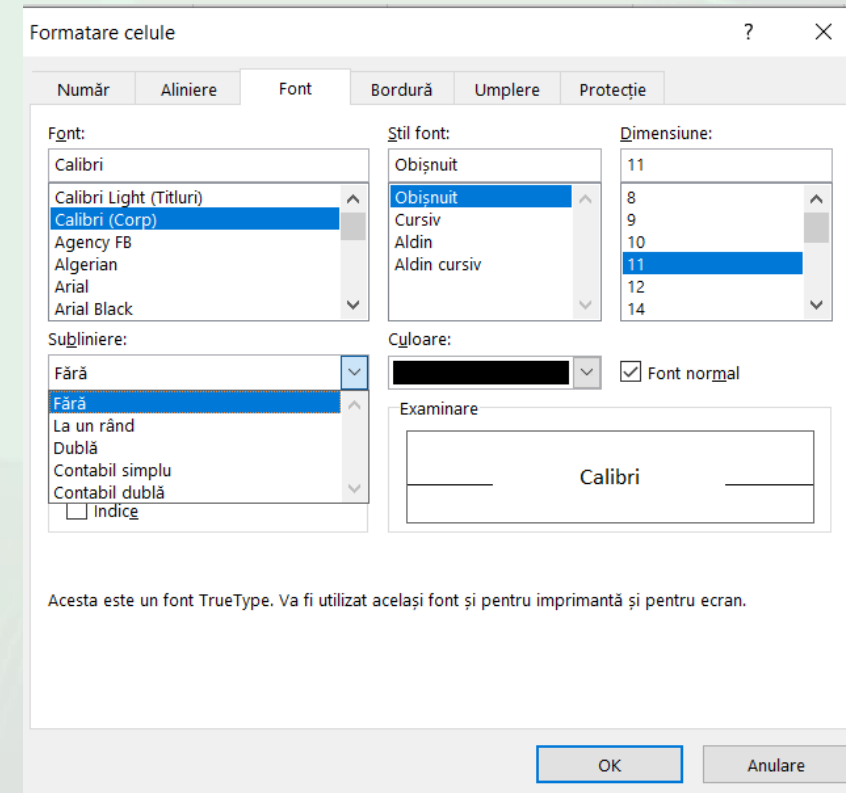 Formatare celule ?
Număr Aliniere Font Bordură Umplere Protecție
Font: Stil font: Dimensiune:
Calibri Obișnuit 11
Calibri Light (Titluri) Obișnuit 8
Calibri (Corp) Cursiv 9
Agency FB Aldin 10
Algerian Aldin cursiv 11
Arial 12
Arial Black 14
Subliniere: Culoare:
Fără Font normal
Fără Examinare
La un rând
Dublă
Contabil simplu Calibri
Contabil dublă
Indice
Acesta este un font TrueType. Va fi utilizat același font și pentru imprimantă și pentru ecran.
OK Anulare